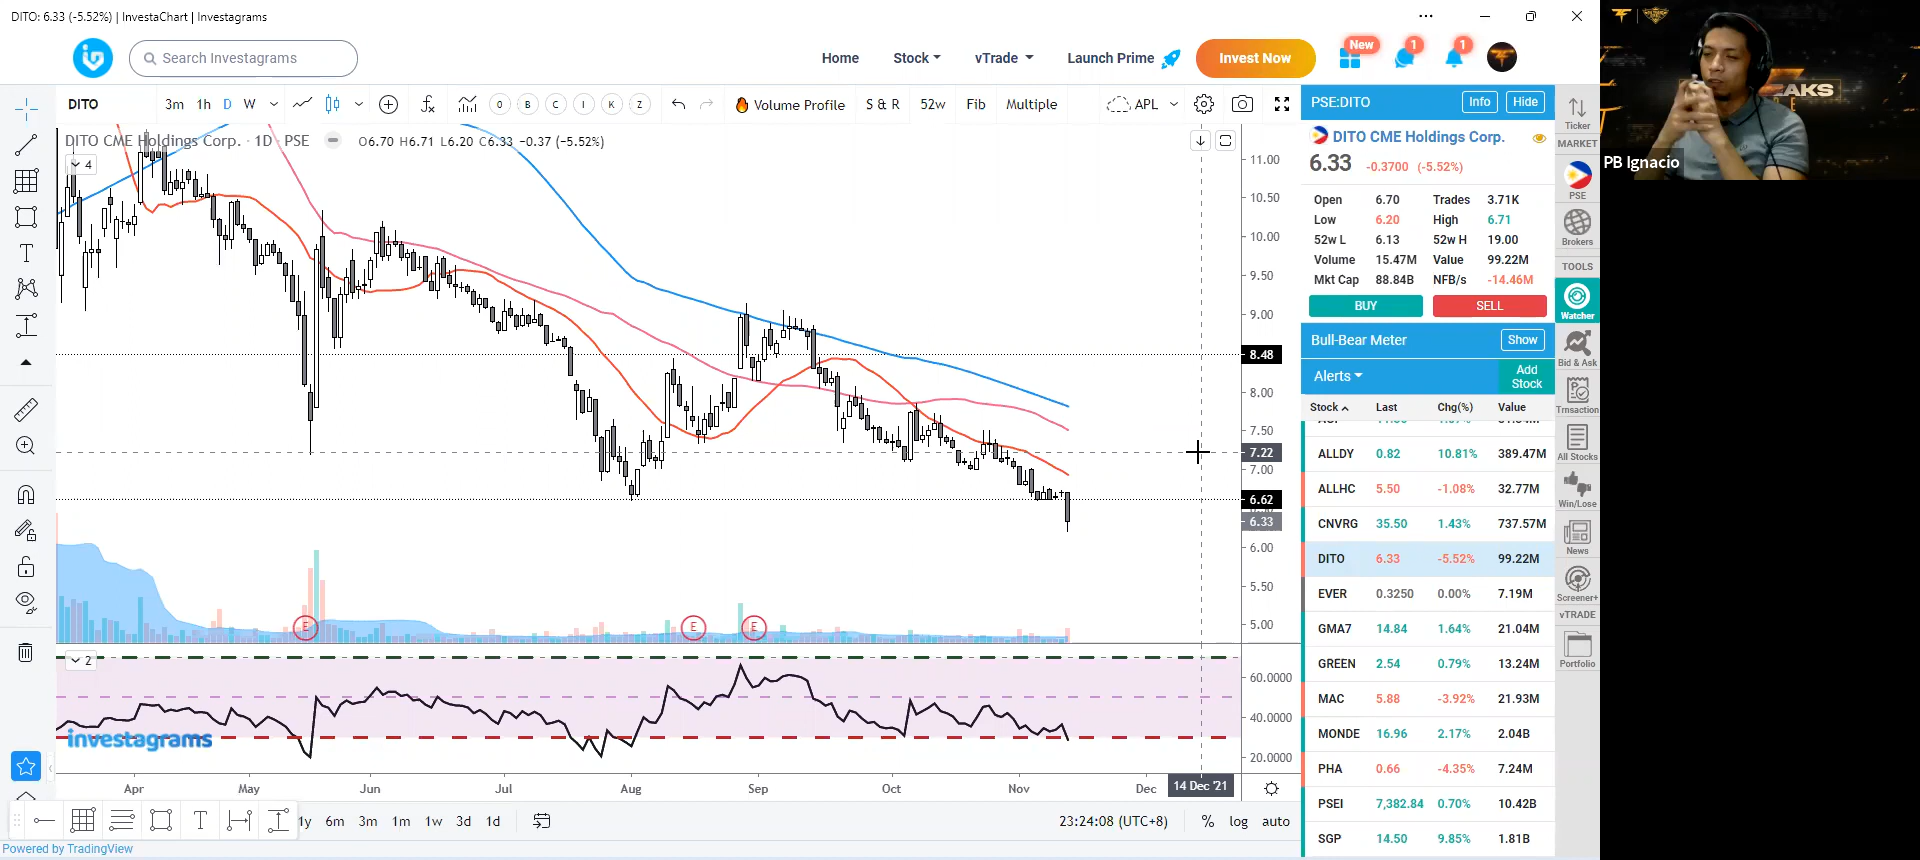 DITO: 6.33 (-5.52%) | InvestaChart | Investagrams
Search Investagrams
Home
Stock
vTrade
Launch Prime
Invest Now
New
1
1
DITO
3m 1h D W
O B C I K Z
Volume Profile
S & R
52w
Fib
Multiple
APL
DITO CME Holdings Corp. · 1D · PSE
O6.70 H6.71 L6.20 C6.33 -0.37 (-5.52%)
4
11.00
10.50
10.00
9.50
9.00
8.48
8.00
7.50
7.22
7.00
6.62
6.33
6.00
5.50
5.00
E
E
E
2
60.0000
40.0000
20.0000
investagrams
Apr May Jun Jul Aug Sep Oct Nov Dec 14 Dec '21
1y 6m 3m 1m 1w 3d 1d
23:24:08 (UTC+8)
% log auto
Powered by TradingView
PSE:DITO
Info
Hide
DITO CME Holdings Corp.
6.33 -0.3700 (-5.52%)
Open 6.70 Trades 3.71K
Low 6.20 High 6.71
52w L 6.13 52w H 19.00
Volume 15.47M Value 99.22M
Mkt Cap 88.84B NFB/s -14.46M
BUY
SELL
Bull-Bear Meter
Show
Alerts
Add Stock
Stock Last Chg(%) Value
ALLDY 0.82 10.81% 389.47M
ALLHC 5.50 -1.08% 32.77M
CNVRG 35.50 1.43% 737.57M
DITO 6.33 -5.52% 99.22M
EVER 0.3250 0.00% 7.19M
GMA7 14.84 1.64% 21.04M
GREEN 2.54 0.79% 13.24M
MAC 5.88 -3.92% 21.93M
MONDE 16.96 2.17% 2.04B
PHA 0.66 -4.35% 7.24M
PSEI 7,382.84 0.70% 10.42B
SGP 14.50 9.85% 1.81B
Ticker
MARKET
PSE
Brokers
TOOLS
Watcher
Bid & Ask
Trnsaction
All Stocks
Win/Lose
News
Screener+
vTRADE
Portfolio
PB Ignacio